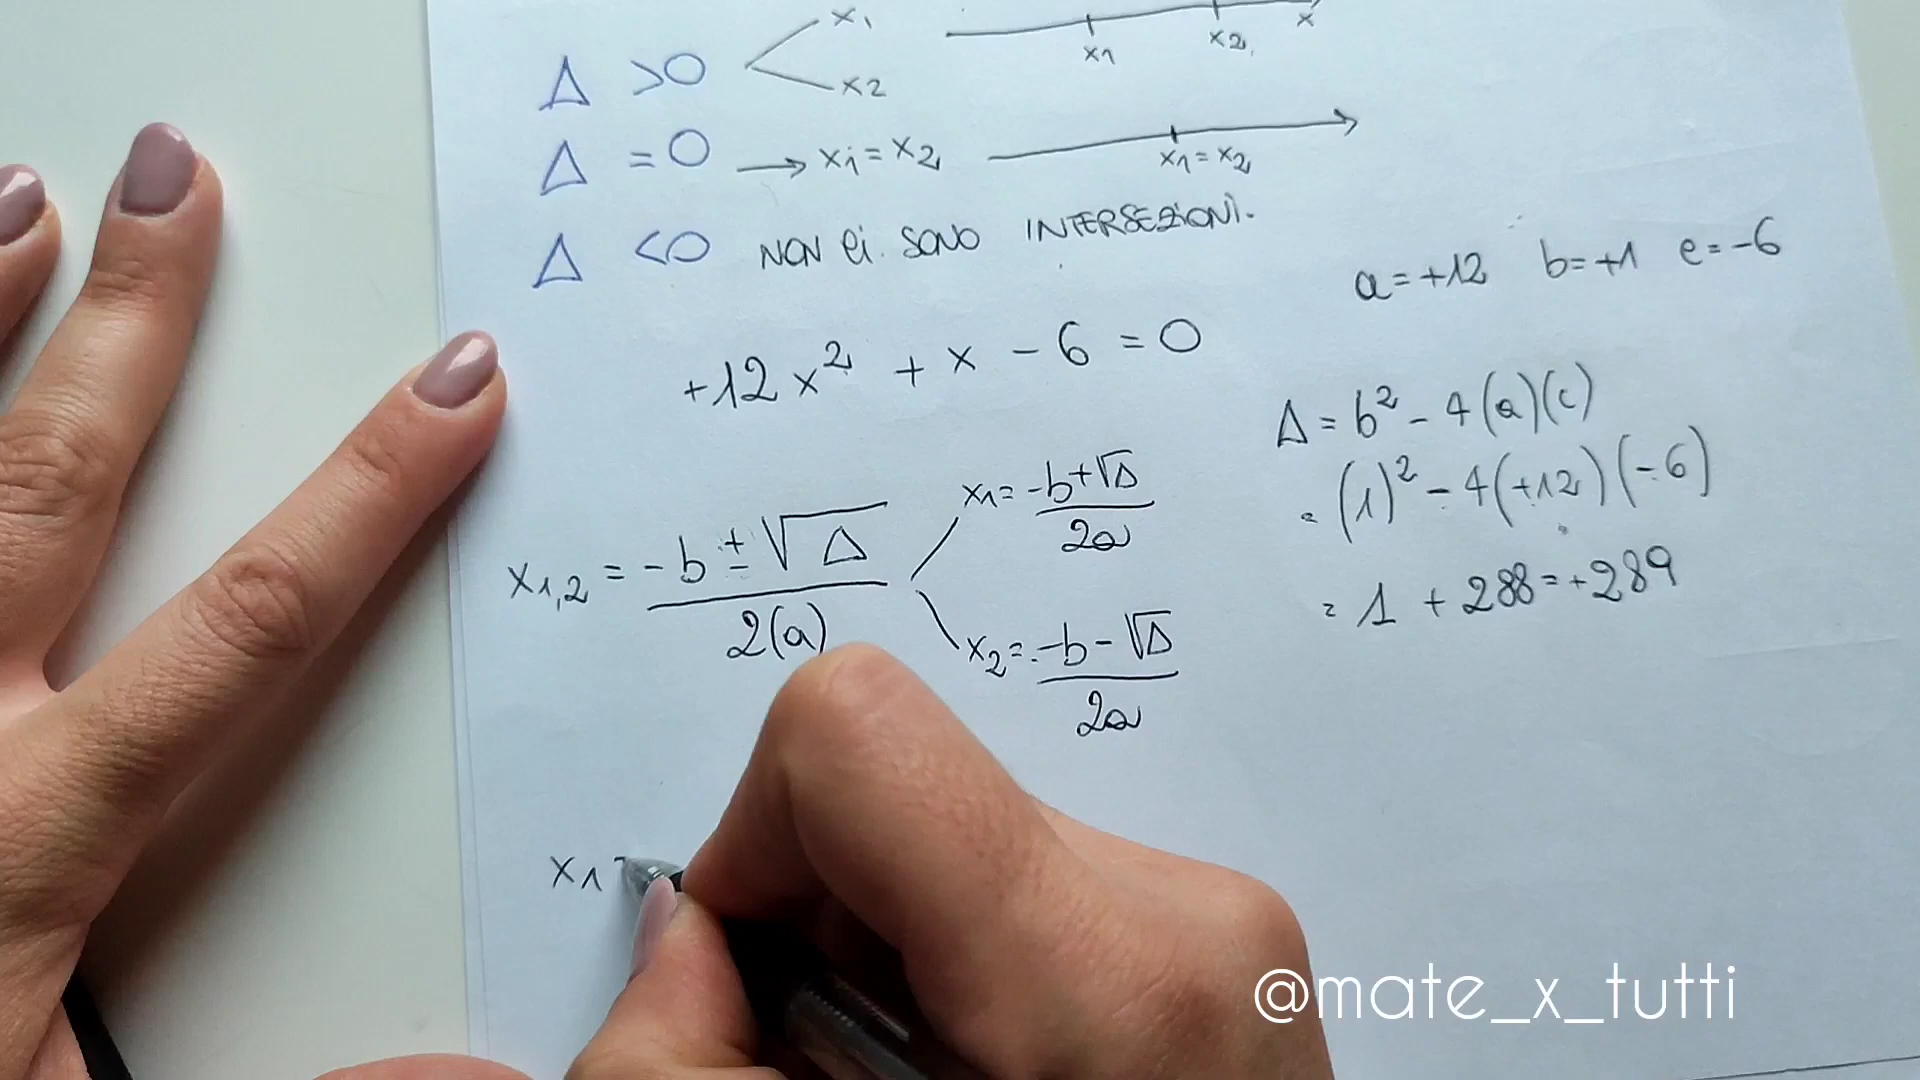 Δ >0 x1 x2 x1 x2 x
Δ =0 → x1=x2 x1=x2
Δ <0 NON ci SONO INTERSEZIONI.
a=+12 b=+1 c=-6
+12x² + x - 6 = 0
Δ = b² - 4(a)(c)
= (1)² - 4(+12)(-6)
= 1 + 288 = +289
x1,2 = -b ± √Δ / 2(a)
x1 = -b+√Δ / 2a
x2 = -b - √Δ / 2a
x1
@mate_x_tutti